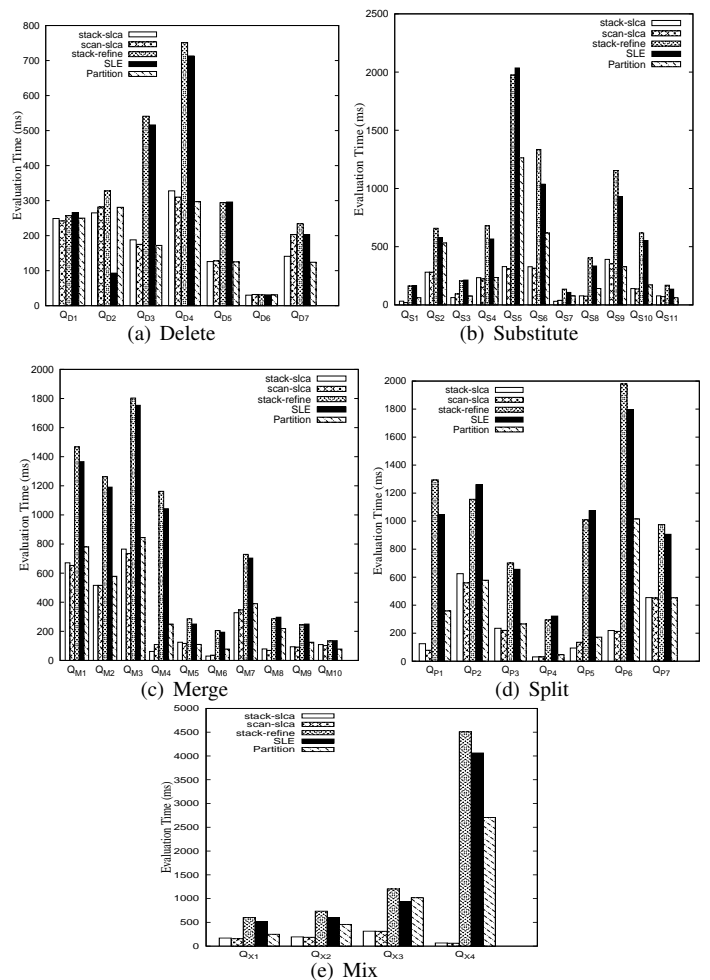 800
700
600
500
400
300
200
100
0
Evaluation Time (ms)
stack-slca
scan-slca
stack-refine
SLE
Partition
QD1 QD2 QD3 QD4 QD5 QD6 QD7
(a) Delete
2500
2000
1500
1000
500
0
Evaluation Time (ms)
stack-slca
scan-slca
stack-refine
SLE
Partition
QS1 QS2 QS3 QS4 QS5 QS6 QS7 QS8 QS9 QS10 QS11
(b) Substitute
2000
1800
1600
1400
1200
1000
800
600
400
200
0
Evaluation Time (ms)
stack-slca
scan-slca
stack-refine
SLE
Partition
QM1 QM2 QM3 QM4 QM5 QM6 QM7 QM8 QM9 QM10
(c) Merge
2000
1800
1600
1400
1200
1000
800
600
400
200
0
Evaluation Time (ms)
stack-slca
scan-slca
stack-refine
SLE
Partition
QP1 QP2 QP3 QP4 QP5 QP6 QP7
(d) Split
5000
4500
4000
3500
3000
2500
2000
1500
1000
500
0
Evaluation Time (ms)
stack-slca
scan-slca
stack-refine
SLE
Partition
QX1 QX2 QX3 QX4
(e) Mix